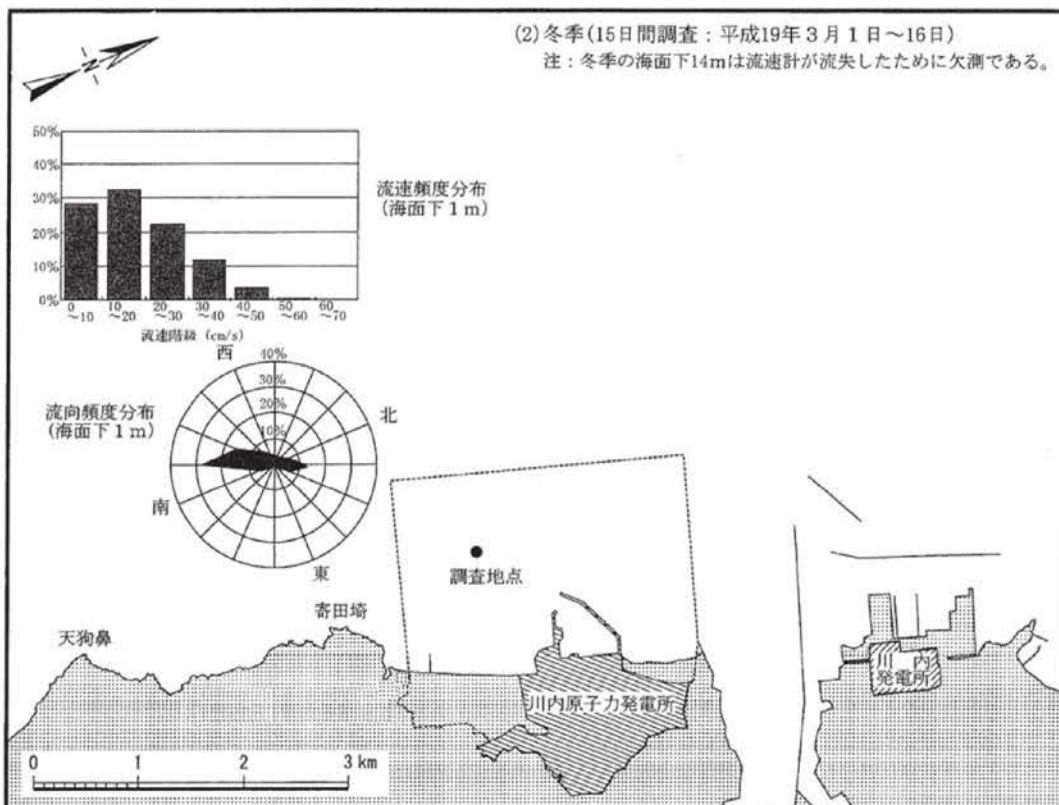 (2)冬季(15日間調査：平成19年3月1日～16日)
注：冬季の海面下14mは流速計が流失したために欠測である。
N
50%
40%
30%
20%
10%
0%
0～10
10～20
20～30
30～40
40～50
50～60
60～70
流速階級 (cm/s)
流速頻度分布
(海面下1m)
西
40%
30%
20%
10%
北
流向頻度分布
(海面下1m)
南
東
調査地点
寄田埼
天狗鼻
川内
発電所
川内原子力発電所
0 1 2 3 km